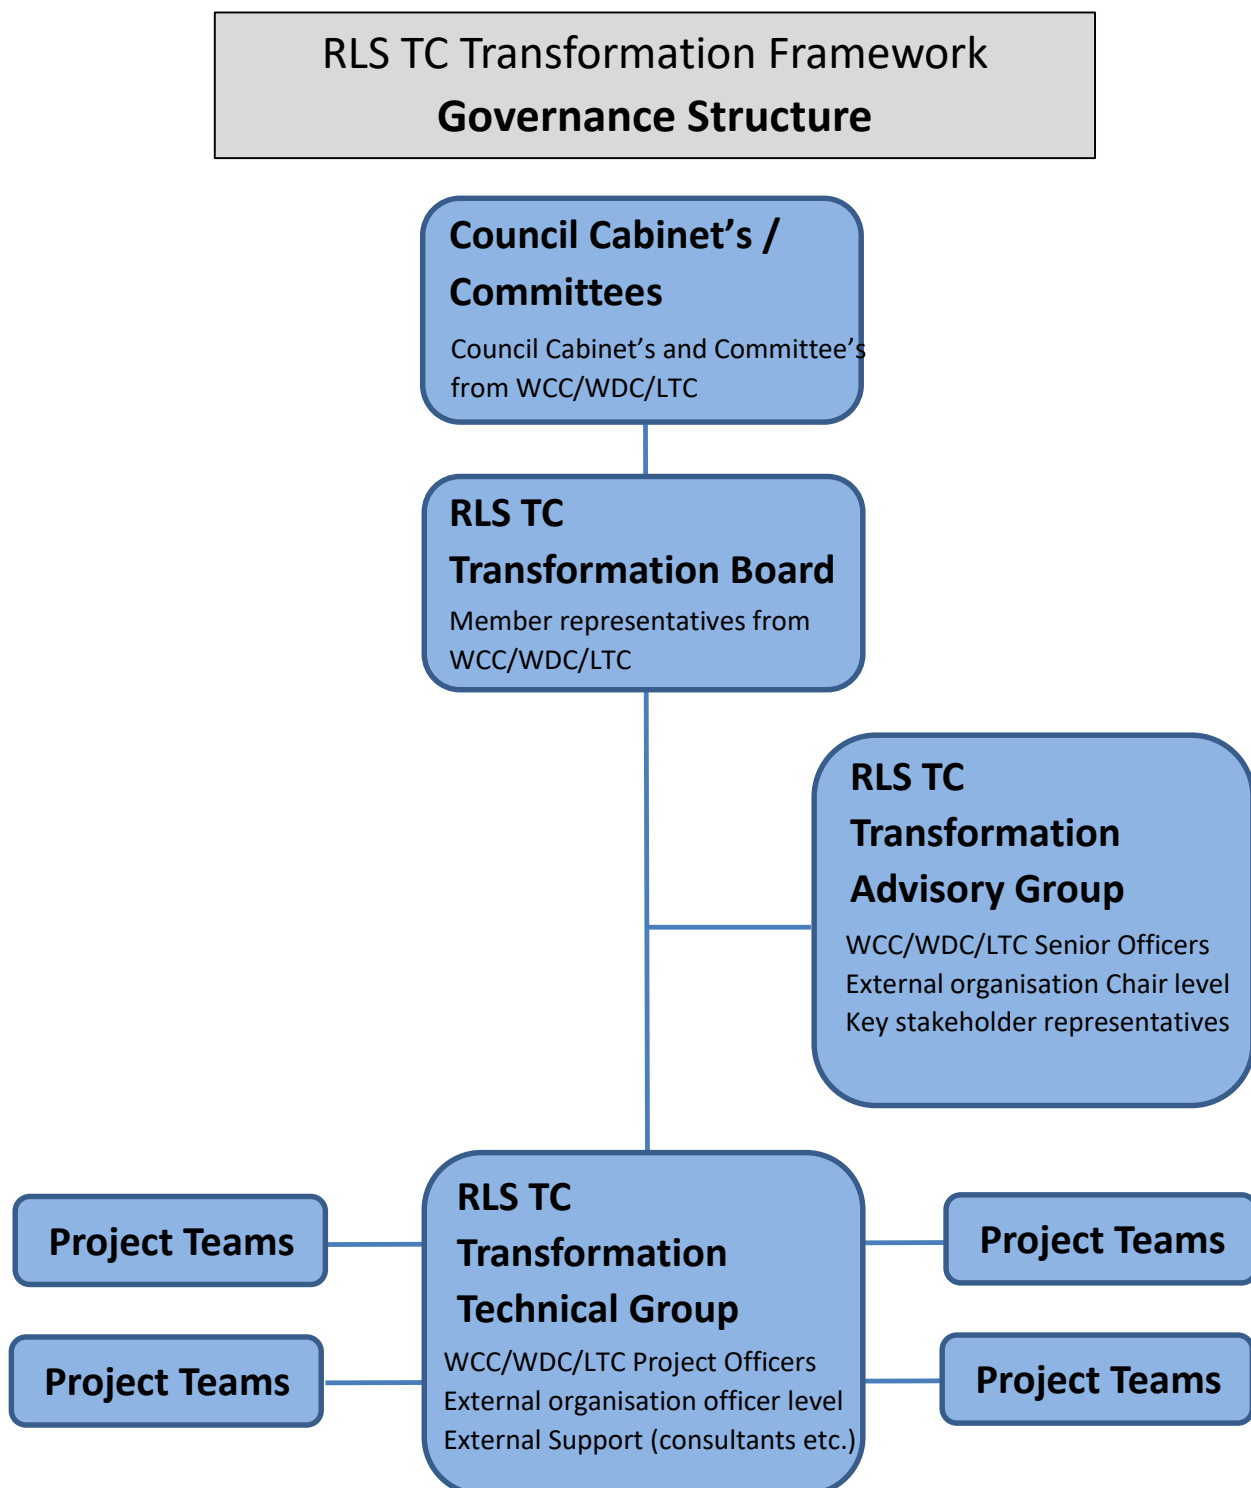 RLS TC Transformation Framework
Governance Structure
Council Cabinet’s /
Committees
Council Cabinet’s and Committee’s
from WCC/WDC/LTC
RLS TC
Transformation Board
Member representatives from
WCC/WDC/LTC
RLS TC
Transformation
Advisory Group
WCC/WDC/LTC Senior Officers
External organisation Chair level
Key stakeholder representatives
RLS TC
Transformation
Technical Group
WCC/WDC/LTC Project Officers
External organisation officer level
External Support (consultants etc.)
Project Teams
Project Teams
Project Teams
Project Teams